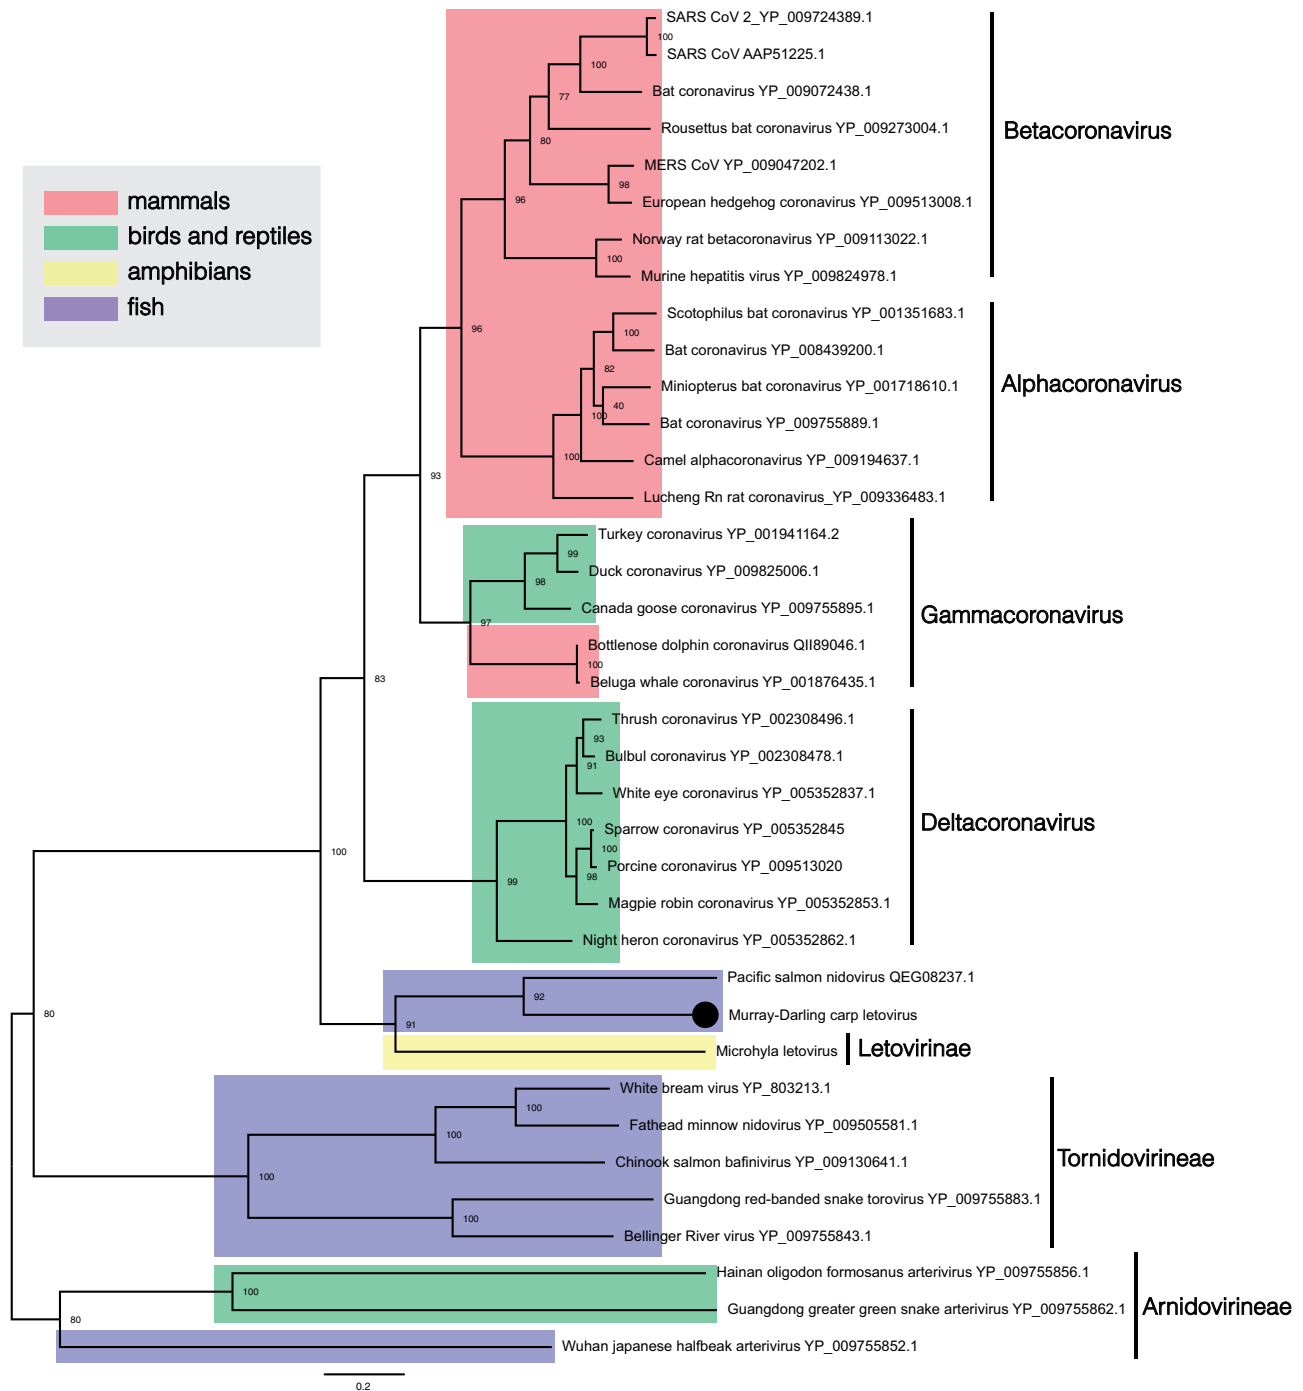 SARS CoV 2_YP_009724389.1
100
SARS CoV AAP51225.1
100
Bat coronavirus YP_009072438.1
77
Rousettus bat coronavirus YP_009273004.1
Betacoronavirus
80
MERS CoV YP_009047202.1
98
96
European hedgehog coronavirus YP_009513008.1
Norway rat betacoronavirus YP_009113022.1
100
Murine hepatitis virus YP_009824978.1
mammals
birds and reptiles
amphibians
fish
96
Scotophilus bat coronavirus YP_001351683.1
100
Bat coronavirus YP_008439200.1
82
Miniopterus bat coronavirus YP_001718610.1
Alphacoronavirus
40
100
Bat coronavirus YP_009755889.1
100
Camel alphacoronavirus YP_009194637.1
93
Lucheng Rn rat coronavirus_YP_009336483.1
Turkey coronavirus YP_001941164.2
99
Duck coronavirus YP_009825006.1
98
Canada goose coronavirus YP_009755895.1
Gammacoronavirus
97
Bottlenose dolphin coronavirus QII89046.1
100
Beluga whale coronavirus YP_001876435.1
83
Thrush coronavirus YP_002308496.1
93
Bulbul coronavirus YP_002308478.1
91
White eye coronavirus YP_005352837.1
100
Deltacoronavirus
Sparrow coronavirus YP_005352845
100
100
Porcine coronavirus YP_009513020
98
99
Magpie robin coronavirus YP_005352853.1
Night heron coronavirus YP_005352862.1
Pacific salmon nidovirus QEG08237.1
92
80
Murray-Darling carp letovirus
91
Microhyla letovirus
Letovirinae
White bream virus YP_803213.1
100
Fathead minnow nidovirus YP_009505581.1
100
Chinook salmon bafinivirus YP_009130641.1
Tornidovirineae
100
Guangdong red-banded snake torovirus YP_009755883.1
100
Bellinger River virus YP_009755843.1
Hainan oligodon formosanus arterivirus YP_009755856.1
100
Guangdong greater green snake arterivirus YP_009755862.1
Arnidovirineae
80
Wuhan japanese halfbeak arterivirus YP_009755852.1
0.2